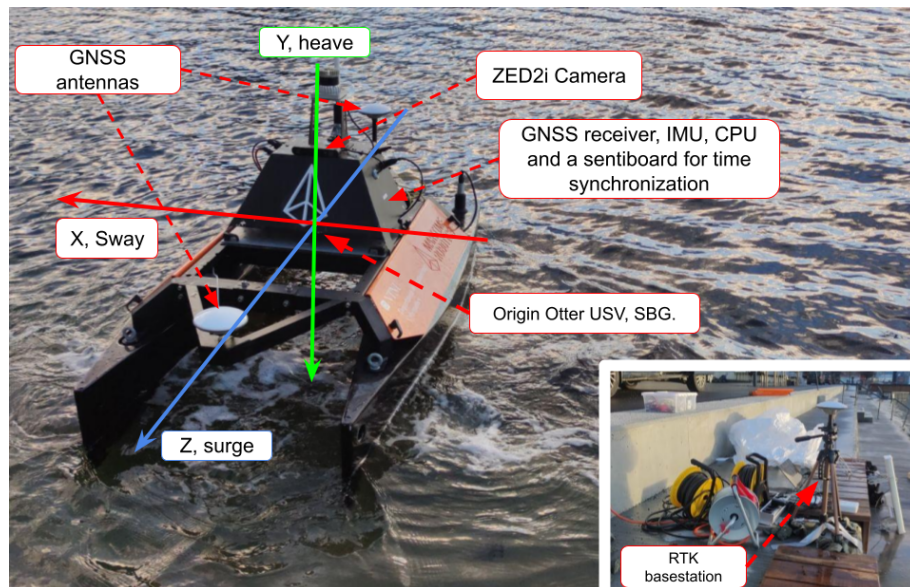 GNSS
antennas
Y, heave
ZED2i Camera
GNSS receiver, IMU, CPU
and a sentiboard for time
synchronization
X, Sway
Origin Otter USV, SBG.
Z, surge
RTK
basestation